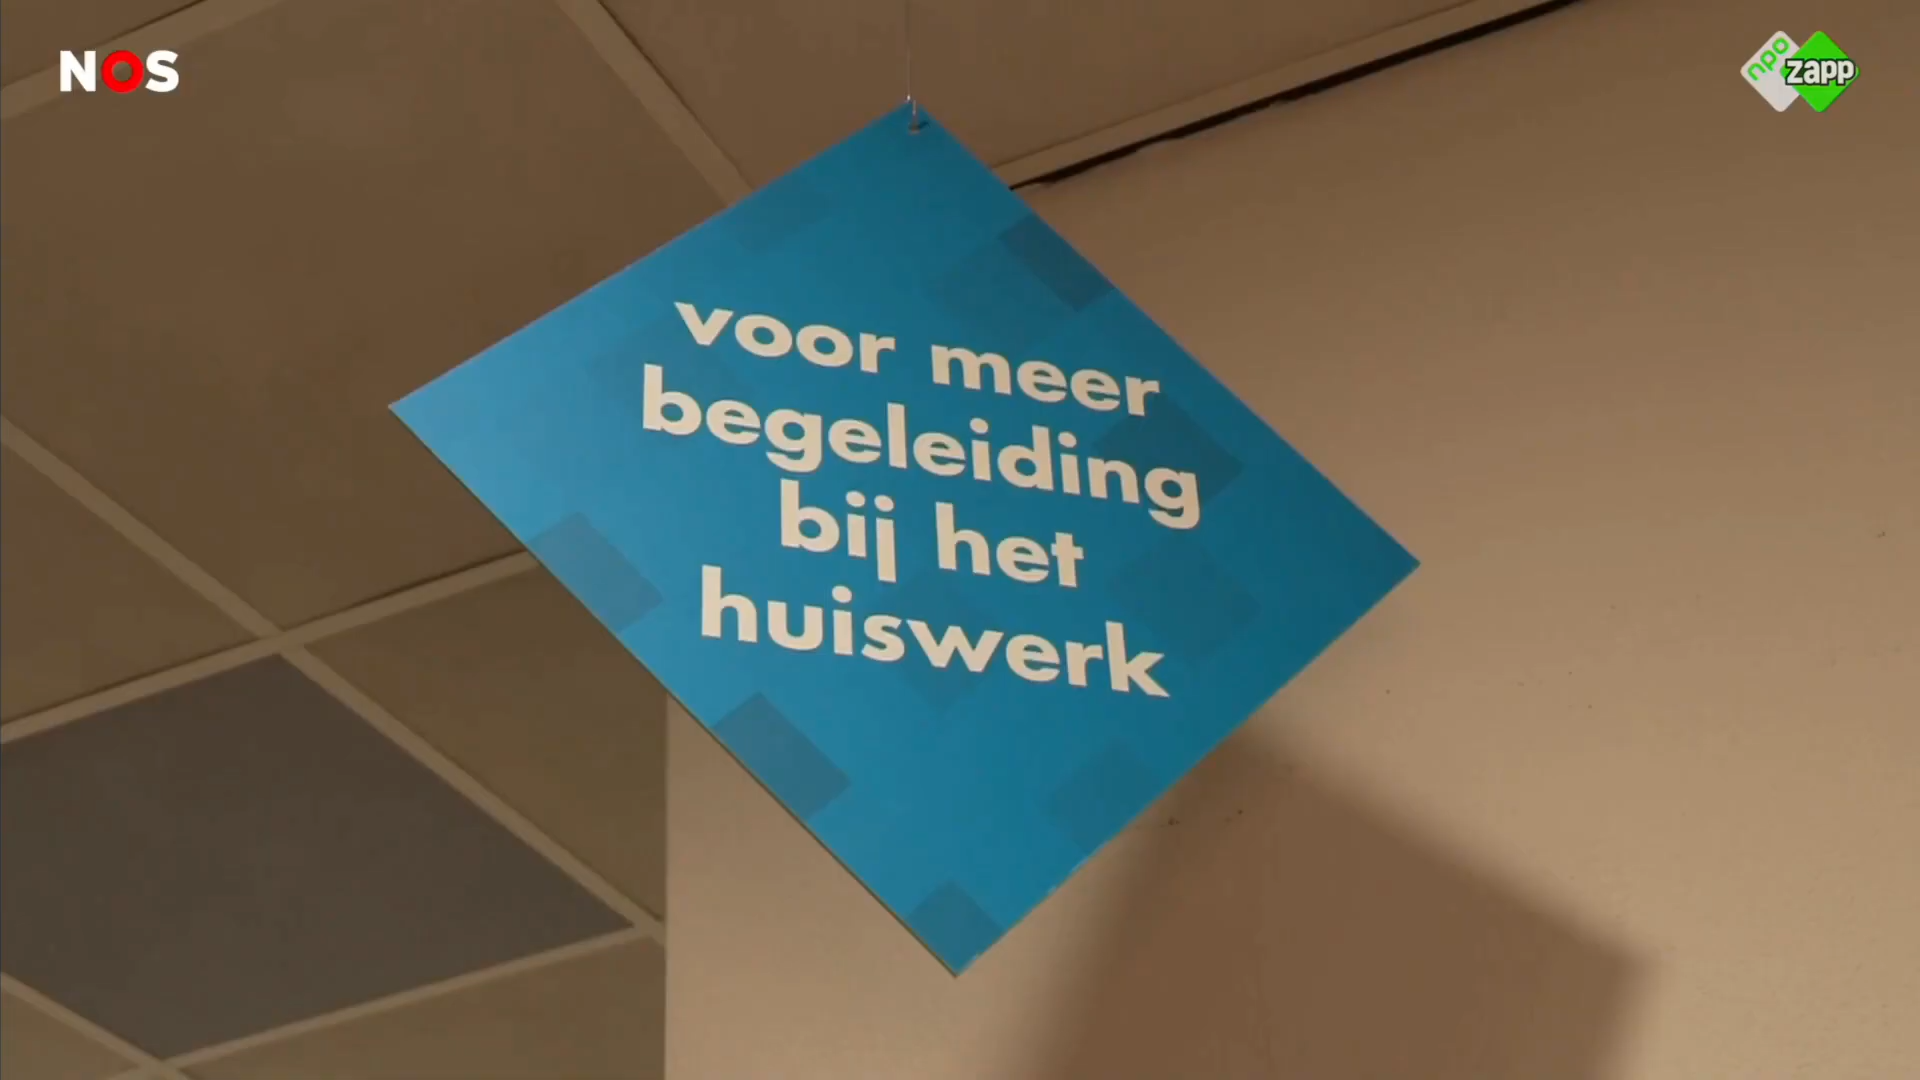 NOS
npo
zapp
voor meer
begeleiding
bij het
huiswerk